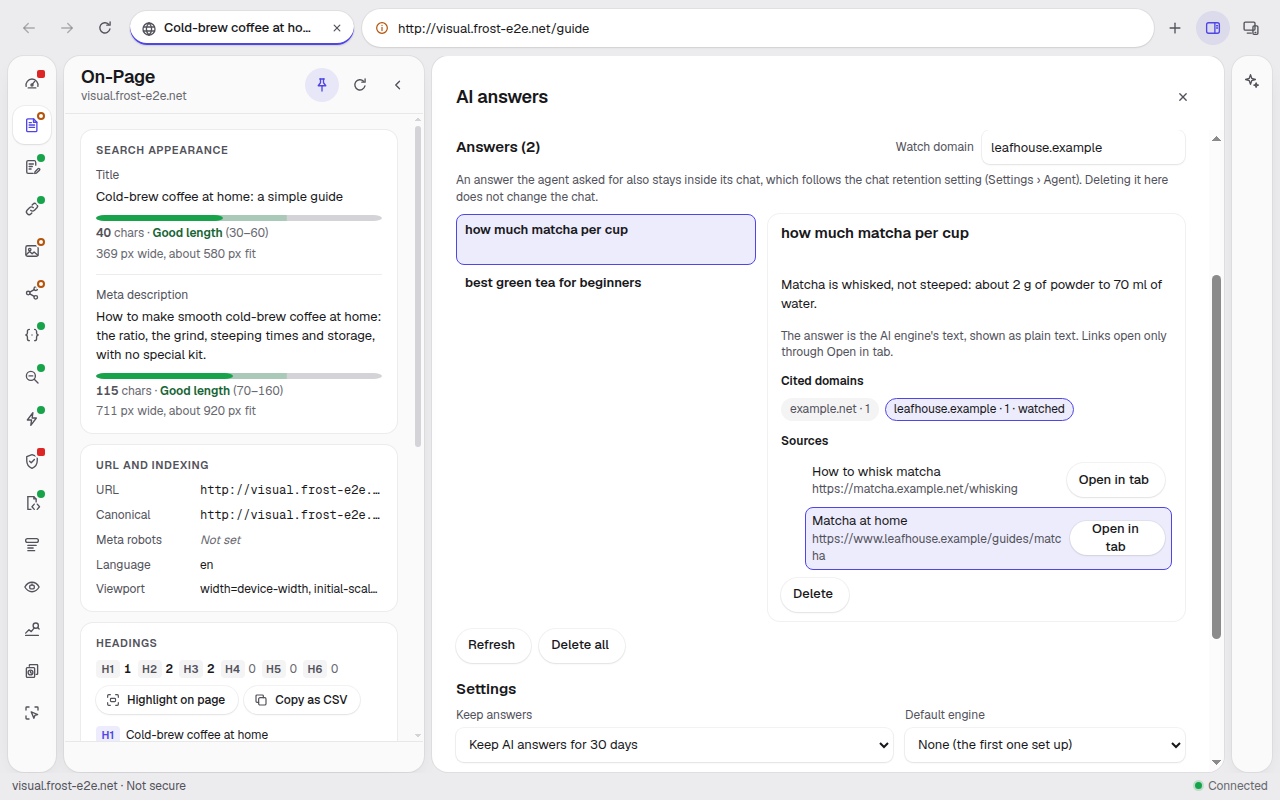 Cold-brew coffee at ho…
http://visual.frost-e2e.net/guide
On-Page
visual.frost-e2e.net
SEARCH APPEARANCE
Title
Cold-brew coffee at home: a simple guide
40 chars · Good length (30–60)
369 px wide, about 580 px fit
Meta description
How to make smooth cold-brew coffee at home:
the ratio, the grind, steeping times and storage,
with no special kit.
115 chars · Good length (70–160)
711 px wide, about 920 px fit
URL AND INDEXING
URL http://visual.frost-e2e.…
Canonical http://visual.frost-e2e.…
Meta robots Not set
Language en
Viewport width=device-width, initial-scal…
HEADINGS
H1 1 H2 2 H3 2 H4 0 H5 0 H6 0
Highlight on page Copy as CSV
H1 Cold-brew coffee at home
AI answers
Answers (2)
Watch domain leafhouse.example
An answer the agent asked for also stays inside its chat, which follows the chat retention setting (Settings › Agent). Deleting it here
does not change the chat.
how much matcha per cup
best green tea for beginners
how much matcha per cup
Matcha is whisked, not steeped: about 2 g of powder to 70 ml of
water.
The answer is the AI engine's text, shown as plain text. Links open only
through Open in tab.
Cited domains
example.net · 1 leafhouse.example · 1 · watched
Sources
How to whisk matcha
https://matcha.example.net/whisking
Open in tab
Matcha at home
https://www.leafhouse.example/guides/matc
ha
Open in
tab
Delete
Refresh Delete all
Settings
Keep answers
Keep AI answers for 30 days
Default engine
None (the first one set up)
visual.frost-e2e.net · Not secure
Connected